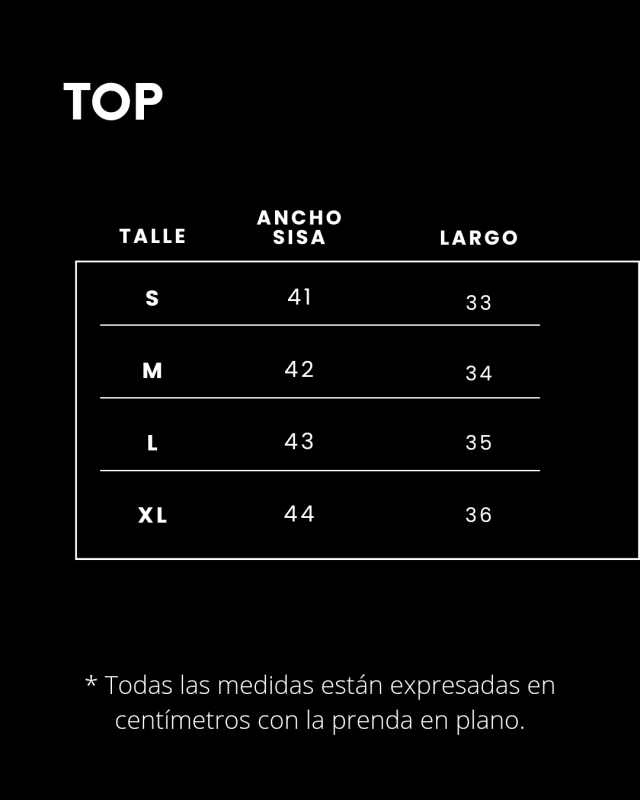 TOP
TALLE ANCHO SISA LARGO
S 41 33
M 42 34
L 43 35
XL 44 36
* Todas las medidas están expresadas en
centímetros con la prenda en plano.